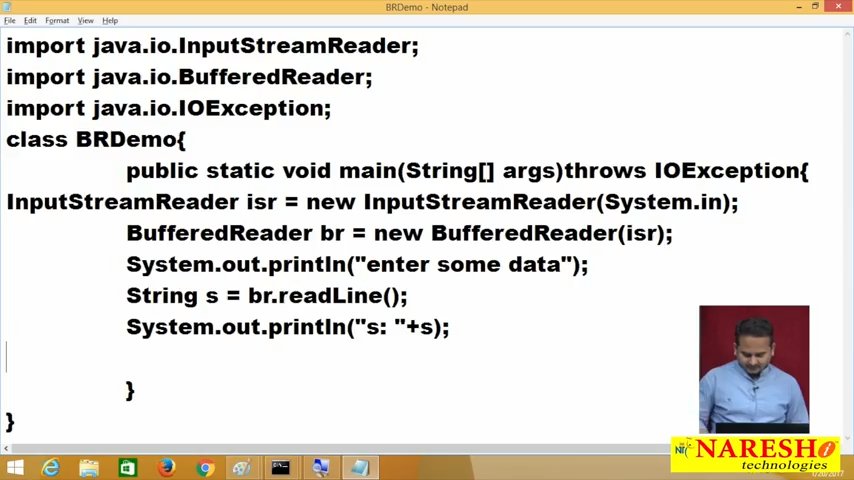 BRDemo - Notepad
File Edit Format View Help
import java.io.InputStreamReader;
import java.io.BufferedReader;
import java.io.IOException;
class BRDemo{
public static void main(String[] args)throws IOException{
InputStreamReader isr = new InputStreamReader(System.in);
BufferedReader br = new BufferedReader(isr);
System.out.println("enter some data");
String s = br.readLine();
System.out.println("s: "+s);
}
}
NARESH i
technologies